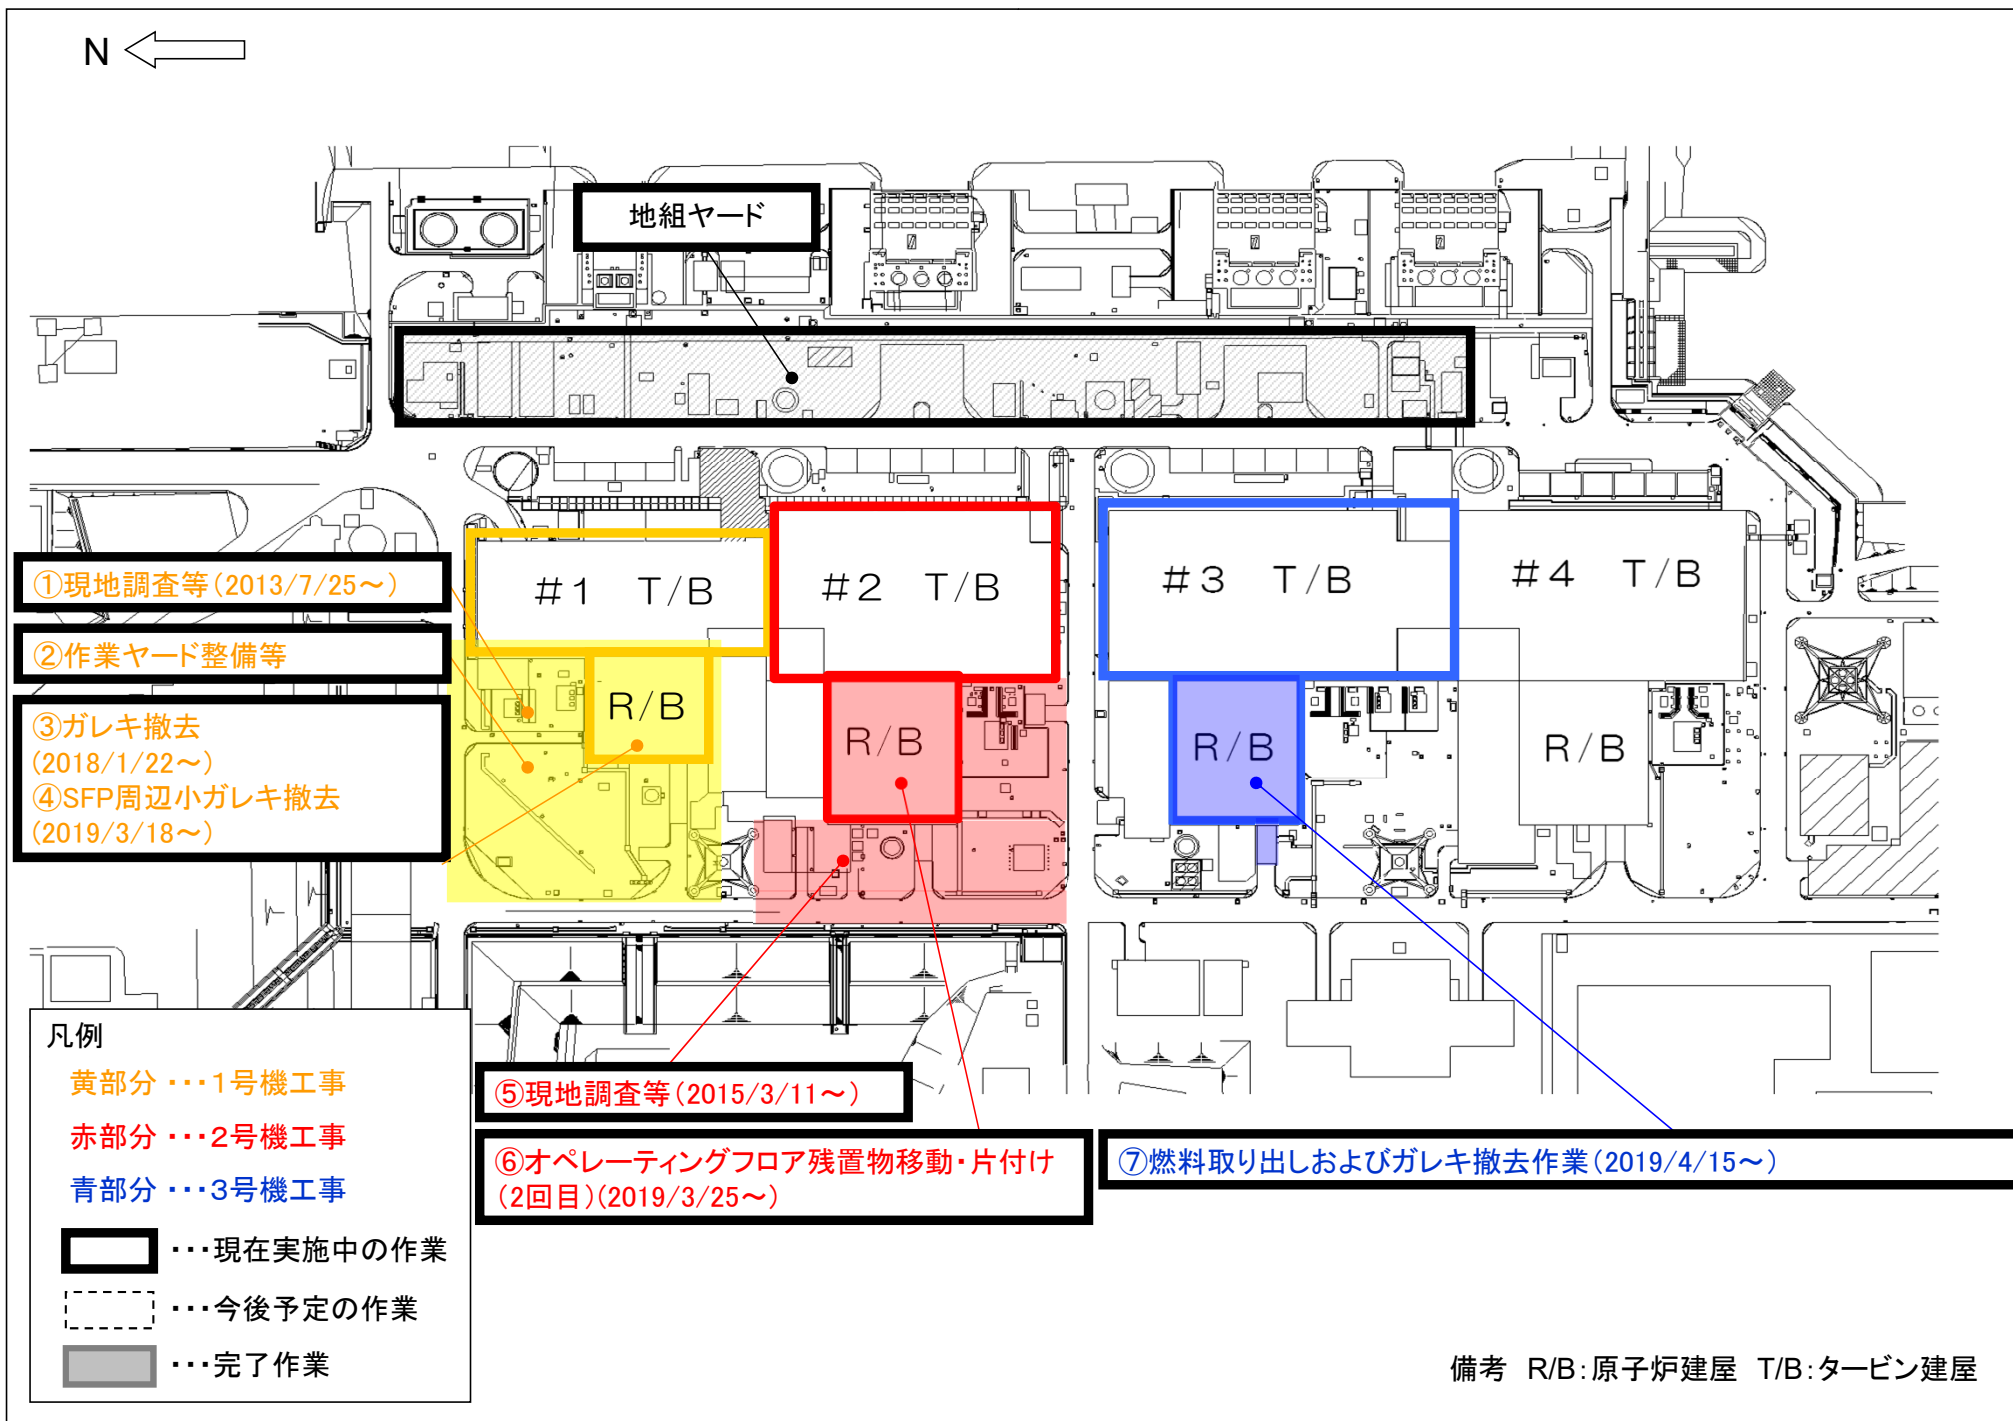 N
地組ヤード
#1 T/B
#2 T/B
#3 T/B
#4 T/B
①現地調査等(2013/7/25～)
②作業ヤード整備等
③ガレキ撤去
(2018/1/22～)
④SFP周辺小ガレキ撤去
(2019/3/18～)
R/B
R/B
R/B
R/B
⑤現地調査等(2015/3/11～)
⑥オペレーティングフロア残置物移動・片付け
(2回目)(2019/3/25～)
⑦燃料取り出しおよびガレキ撤去作業(2019/4/15～)
凡例
黄部分 ・・・1号機工事
赤部分 ・・・2号機工事
青部分 ・・・3号機工事
・・・現在実施中の作業
・・・今後予定の作業
・・・完了作業
備考 R/B:原子炉建屋 T/B:タービン建屋